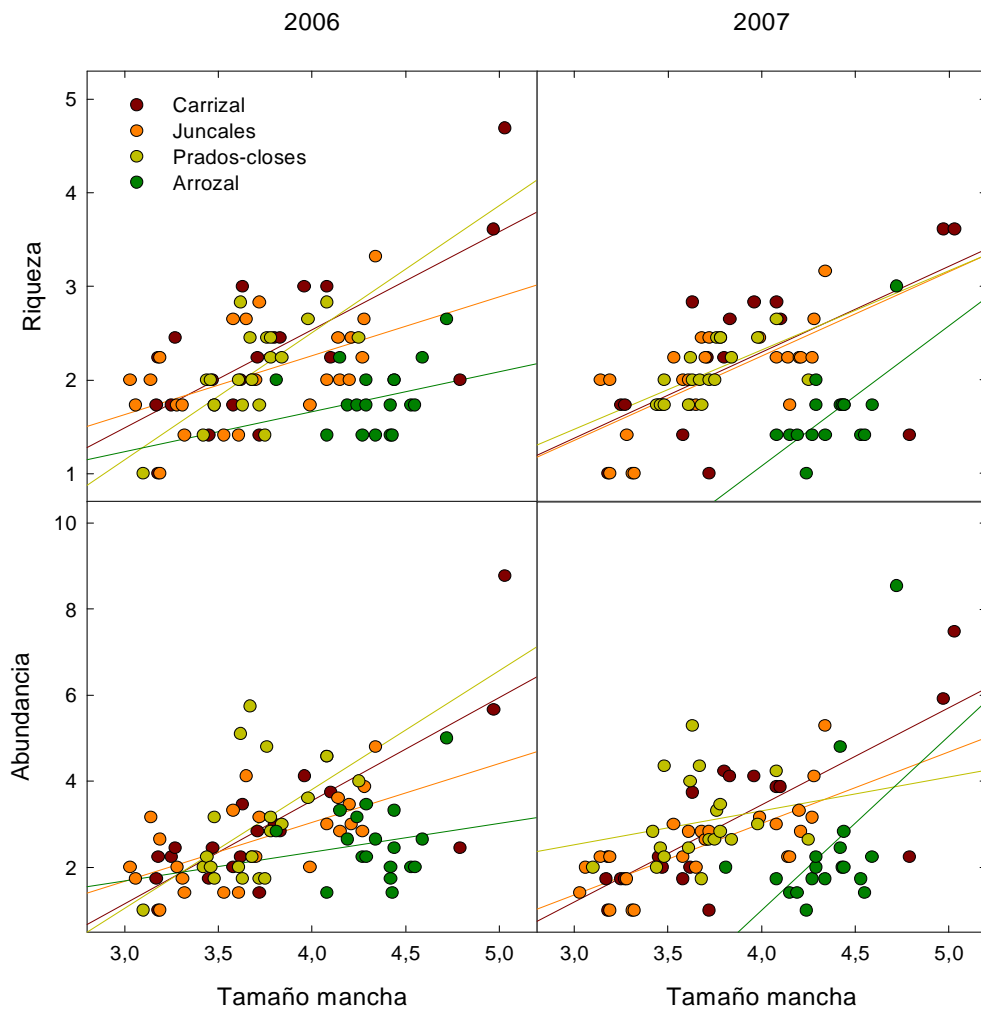 2006
2007
5
4
3
2
1
Riqueza
Carrizal
Juncales
Prados-closes
Arrozal
10
8
6
4
2
Abundancia
3,0 3,5 4,0 4,5 5,0
3,0 3,5 4,0 4,5 5,0
Tamaño mancha
Tamaño mancha